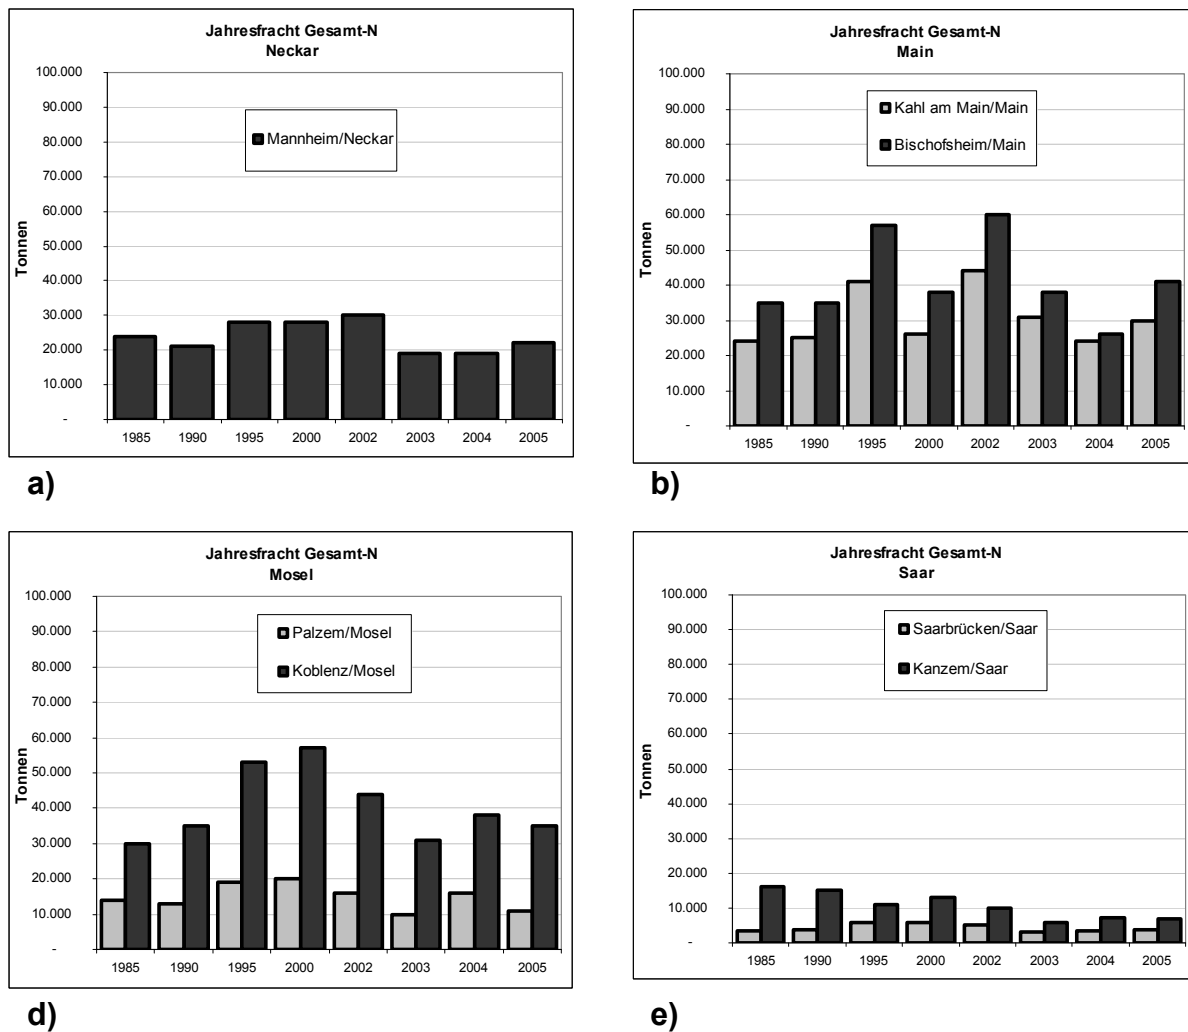 Jahresfracht Gesamt-N
Neckar
100.000
90.000
80.000
70.000
60.000
50.000
40.000
30.000
20.000
10.000
-
Tonnen
Mannheim/Neckar
1985 1990 1995 2000 2002 2003 2004 2005
a)
Jahresfracht Gesamt-N
Main
100.000
90.000
80.000
70.000
60.000
50.000
40.000
30.000
20.000
10.000
-
Tonnen
Kahl am Main/Main
Bischofsheim/Main
1985 1990 1995 2000 2002 2003 2004 2005
b)
Jahresfracht Gesamt-N
Mosel
100.000
90.000
80.000
70.000
60.000
50.000
40.000
30.000
20.000
10.000
-
Tonnen
Palzem/Mosel
Koblenz/Mosel
1985 1990 1995 2000 2002 2003 2004 2005
d)
Jahresfracht Gesamt-N
Saar
100.000
90.000
80.000
70.000
60.000
50.000
40.000
30.000
20.000
10.000
-
Tonnen
Saarbrücken/Saar
Kanzem/Saar
1985 1990 1995 2000 2002 2003 2004 2005
e)